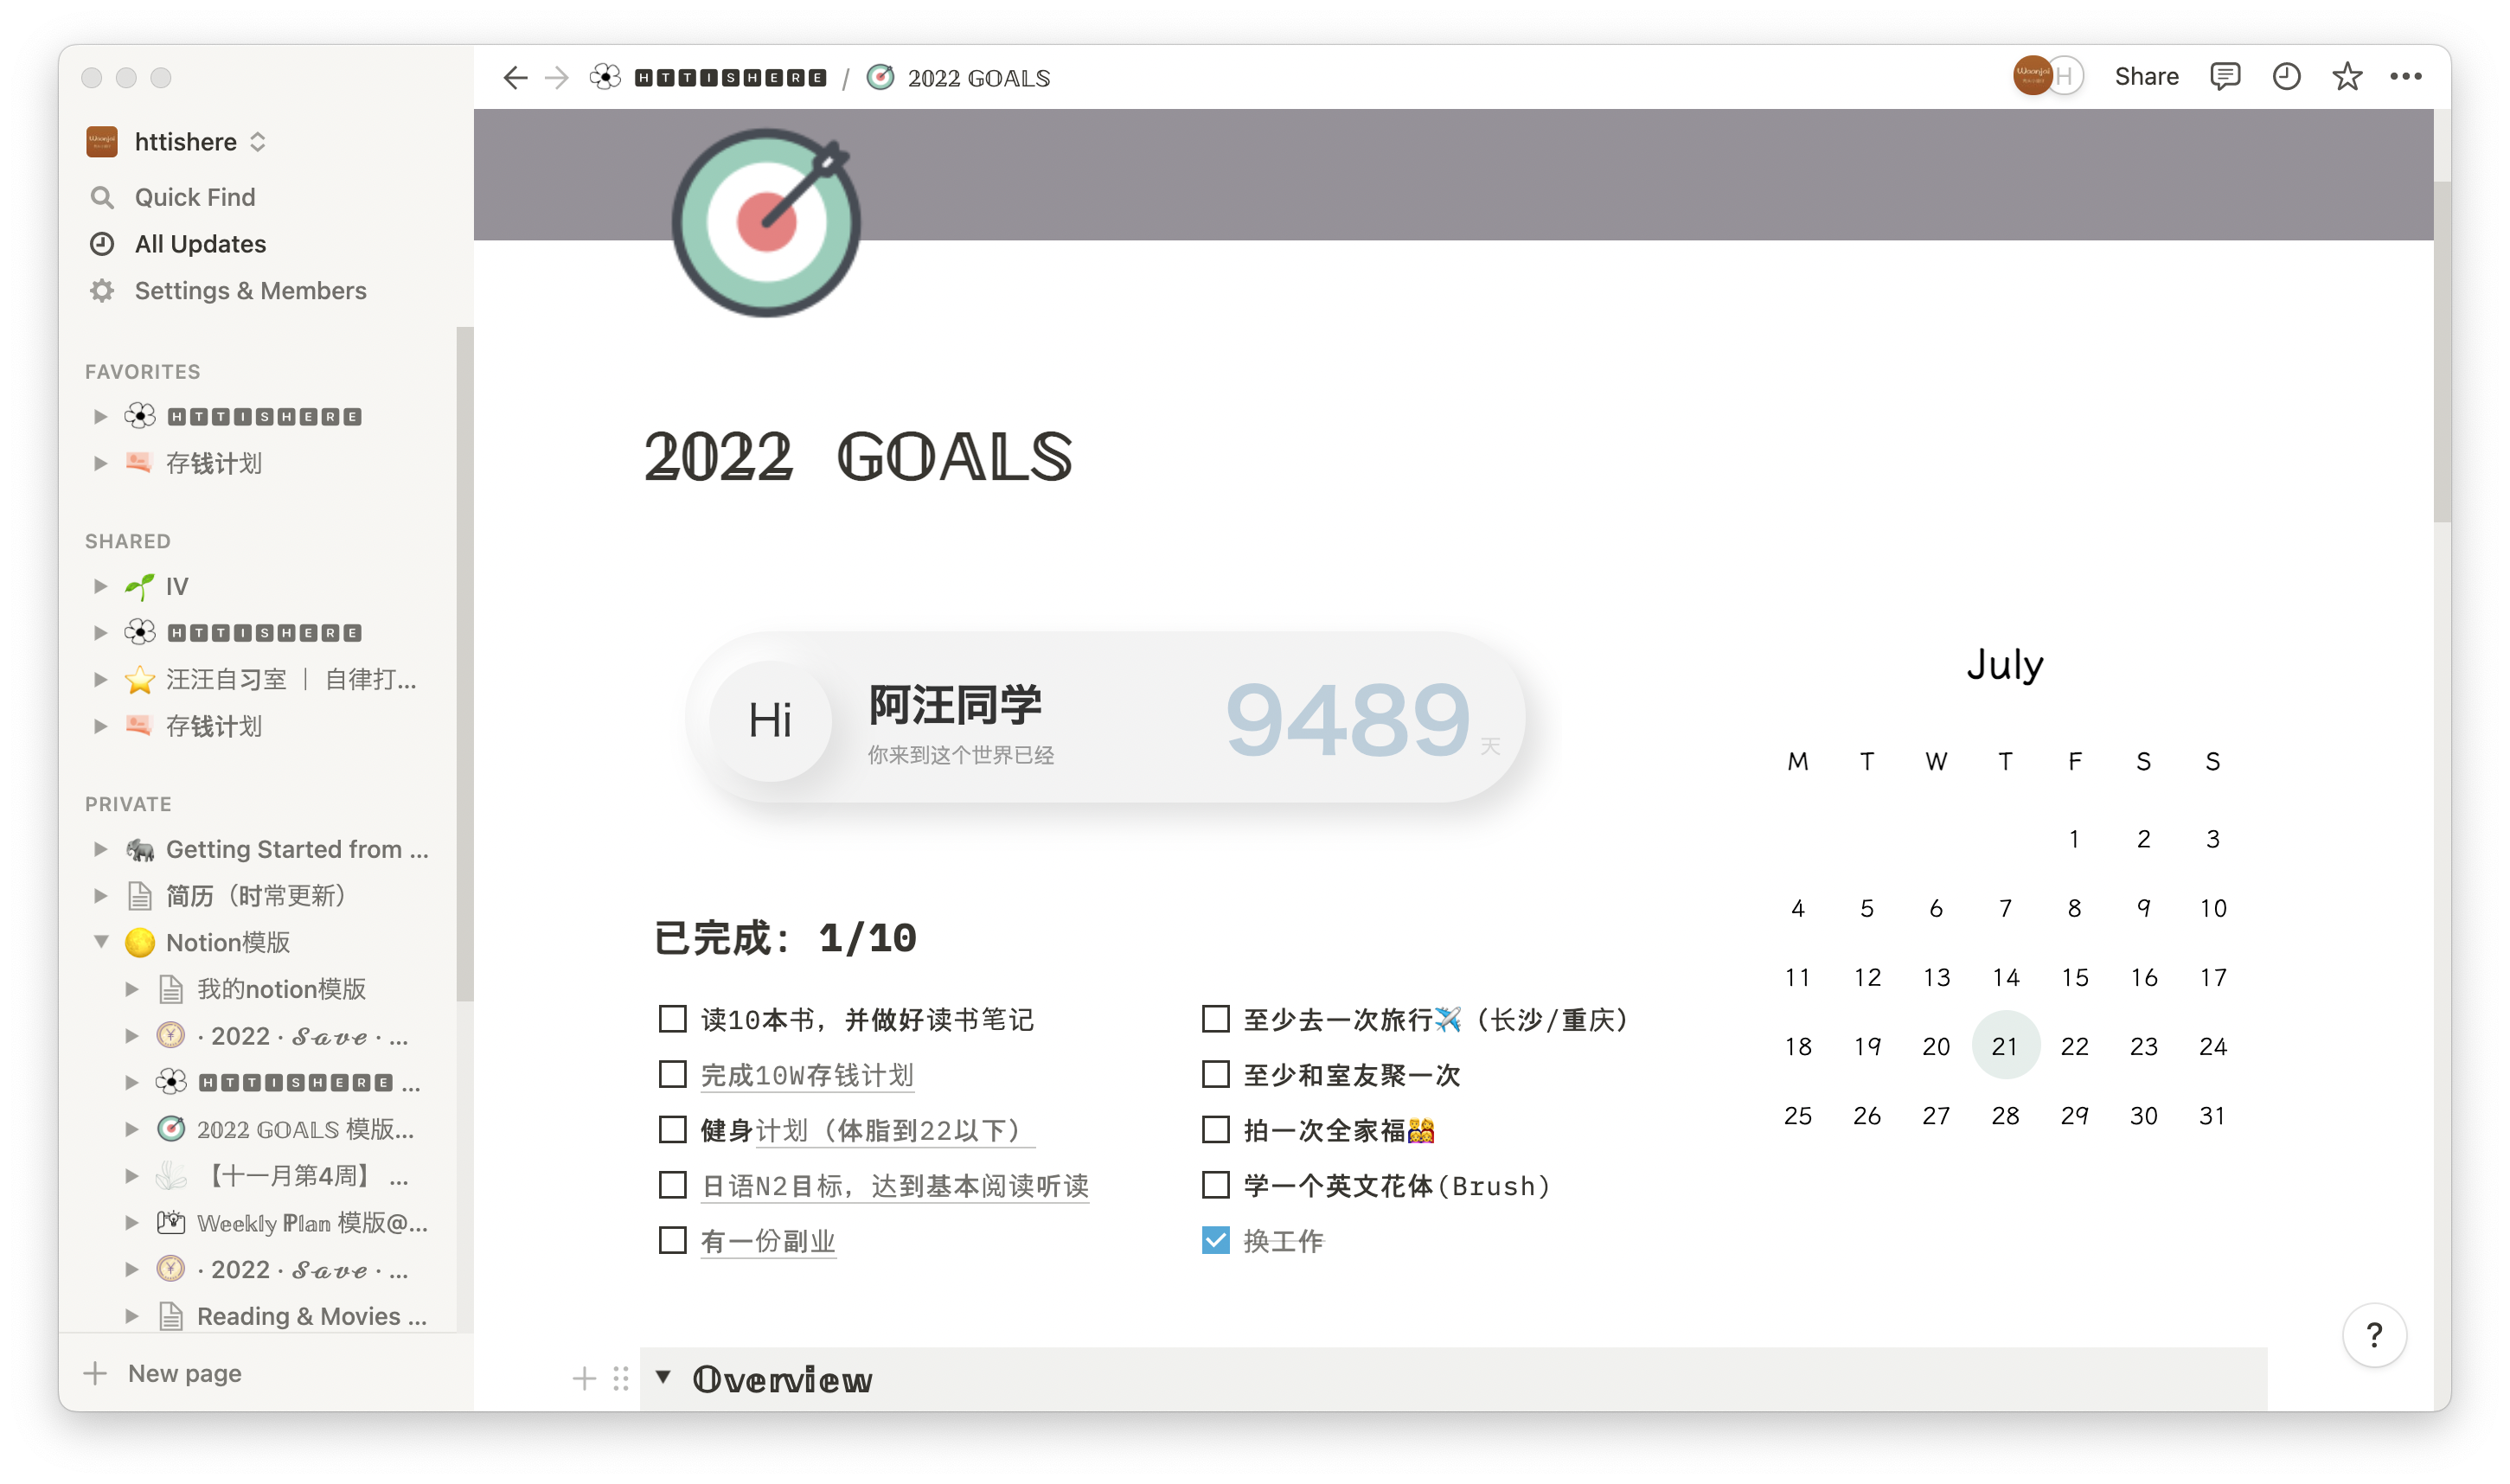 🅷🆃🆃🅸🆂🅷🅴🆁🅴 / 2022 GOALS
H
Share
httishere
Quick Find
All Updates
Settings & Members
FAVORITES
🅷🆃🆃🅸🆂🅷🅴🆁🅴
存钱计划
SHARED
IV
🅷🆃🆃🅸🆂🅷🅴🆁🅴
汪汪自习室 ｜ 自律打...
存钱计划
PRIVATE
Getting Started from ...
简历（时常更新）
Notion模版
我的notion模版
· 2022 · 𝓢𝓪𝓿𝓮 · ...
🅷🆃🆃🅸🆂🅷🅴🆁🅴 ...
2022 GOALS 模版...
【十一月第4周】 ...
Weekly Plan 模版@...
· 2022 · 𝓢𝓪𝓿𝓮 · ...
Reading & Movies ...
New page
2022 GOALS
Hi
阿汪同学
你来到这个世界已经
9489 天
July
M T W T F S S
1 2 3
4 5 6 7 8 9 10
11 12 13 14 15 16 17
18 19 20 21 22 23 24
25 26 27 28 29 30 31
已完成: 1/10
读10本书，并做好读书笔记
完成10W存钱计划
健身计划（体脂到22以下）
日语N2目标，达到基本阅读听读
有一份副业
至少去一次旅行✈️（长沙/重庆）
至少和室友聚一次
拍一次全家福👨‍👩‍👧‍👦
学一个英文花体(Brush)
换工作
Overview
?